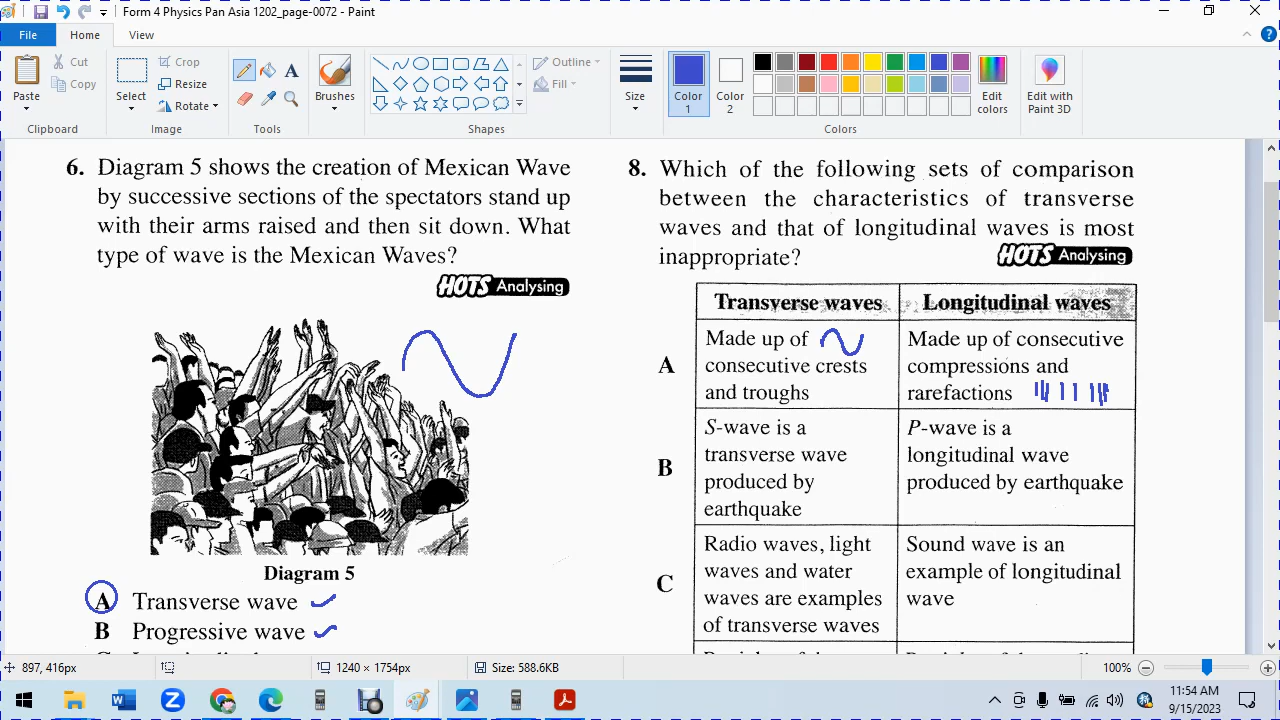 Form 4 Physics Pan Asia 1202_page-0072 - Paint
File Home View
Paste
Cut
Copy
Clipboard
Select
Crop
Resize
Rotate
Image
A
Tools
Brushes
Outline
Fill
Shapes
Size
Color
1
Color
2
Edit
colors
Edit with
Paint 3D
Colors
6. Diagram 5 shows the creation of Mexican Wave
by successive sections of the spectators stand up
with their arms raised and then sit down. What
type of wave is the Mexican Waves?
HOTS Analysing
Diagram 5
A Transverse wave
B Progressive wave
8. Which of the following sets of comparison
between the characteristics of transverse
waves and that of longitudinal waves is most
inappropriate?
HOTS Analysing
Transverse waves Longitudinal waves
A
Made up of
consecutive crests
and troughs
Made up of consecutive
compressions and
rarefactions
B
S-wave is a
transverse wave
produced by
earthquake
P-wave is a
longitudinal wave
produced by earthquake
C
Radio waves, light
waves and water
waves are examples
of transverse waves
Sound wave is an
example of longitudinal
wave
897, 416px
1240 × 1754px
Size: 588.6KB
100%
11:54 AM
9/15/2023